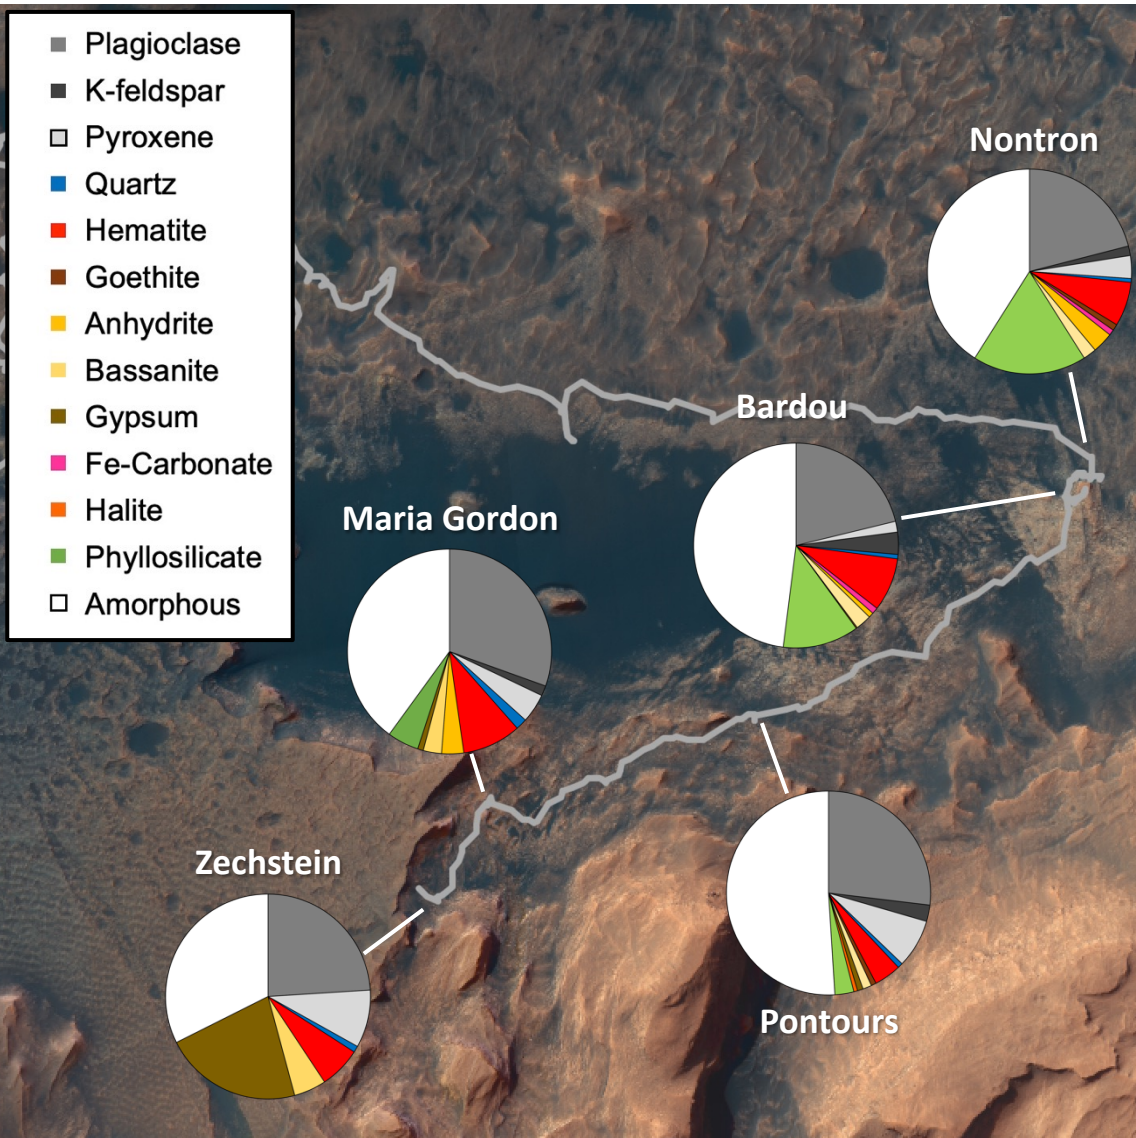 Plagioclase
K-feldspar
Pyroxene
Quartz
Hematite
Goethite
Anhydrite
Bassanite
Gypsum
Fe-Carbonate
Halite
Phyllosilicate
Amorphous
Nontron
Bardou
Maria Gordon
Zechstein
Pontours